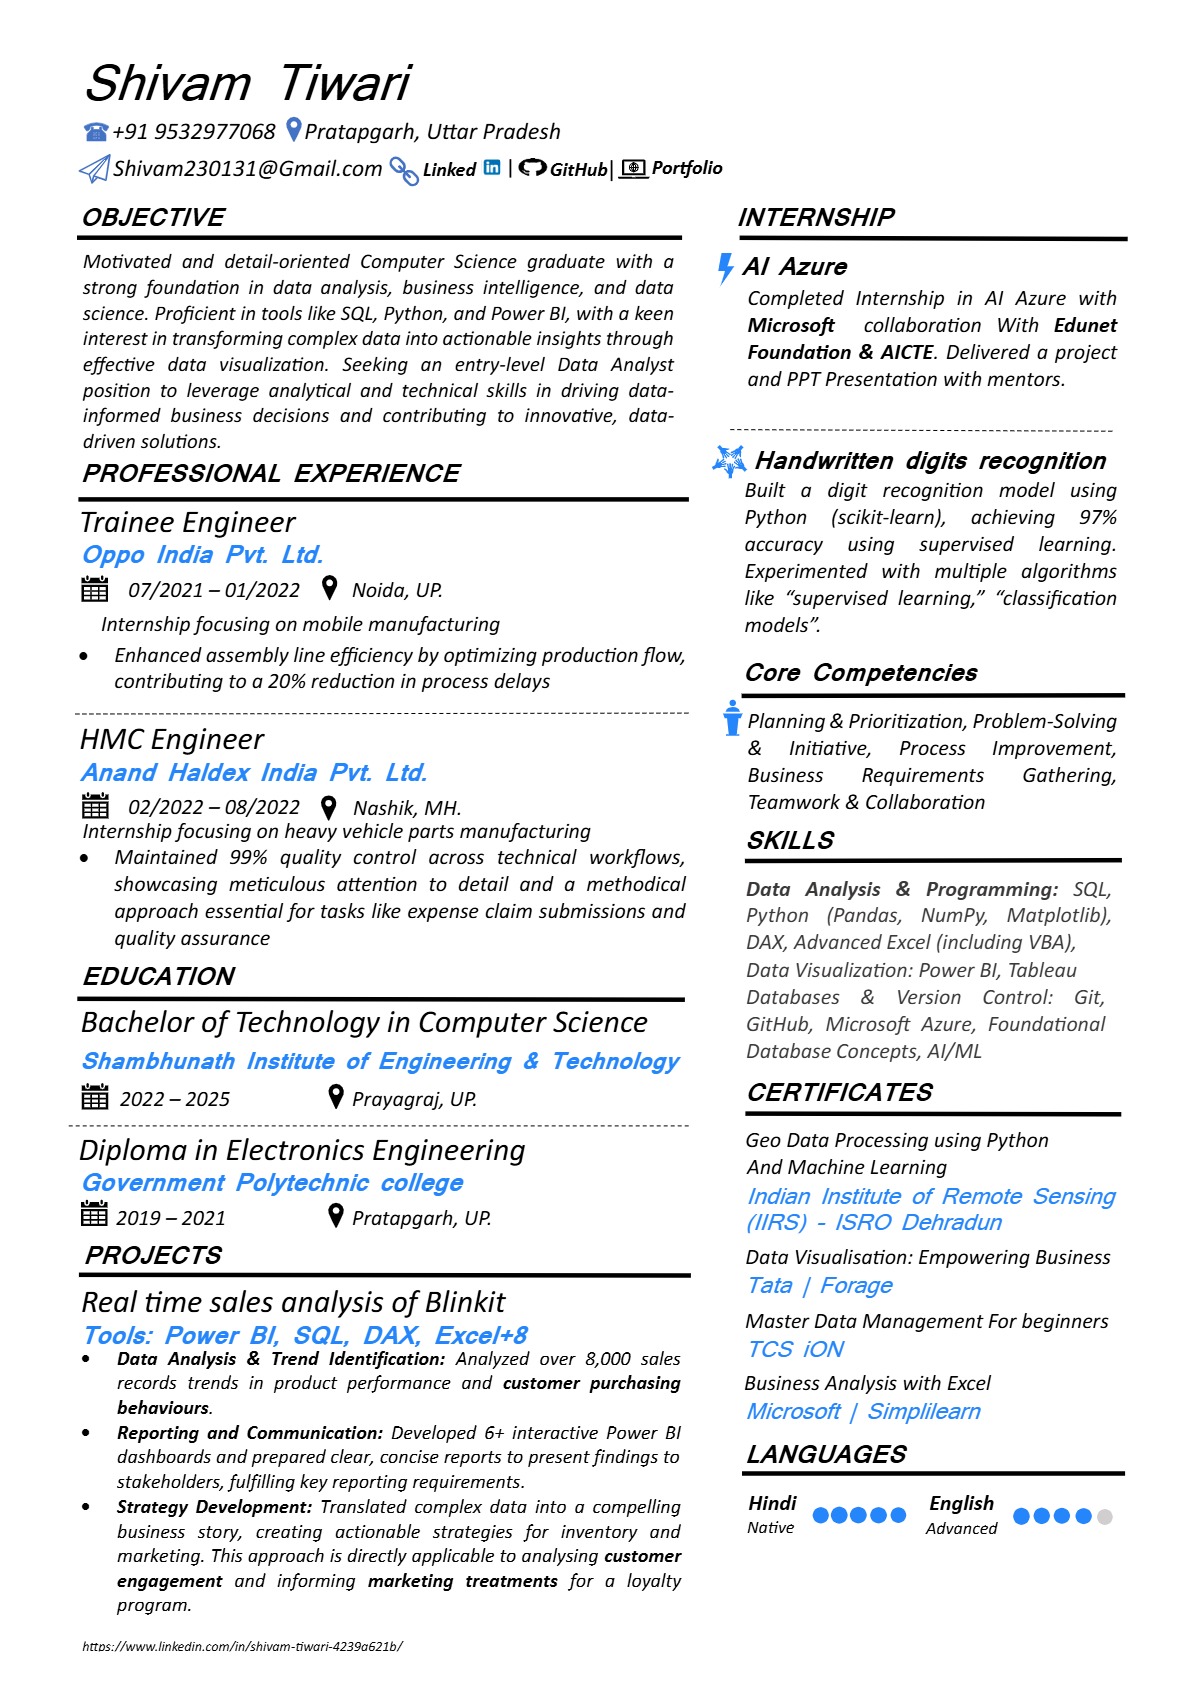 Shivam Tiwari
+91 9532977068 Pratapgarh, Uttar Pradesh
Shivam230131@Gmail.com Linked in | GitHub| Portfolio
OBJECTIVE
Motivated and detail-oriented Computer Science graduate with a
strong foundation in data analysis, business intelligence, and data
science. Proficient in tools like SQL, Python, and Power BI, with a keen
interest in transforming complex data into actionable insights through
effective data visualization. Seeking an entry-level Data Analyst
position to leverage analytical and technical skills in driving data-
informed business decisions and contributing to innovative, data-
driven solutions.
PROFESSIONAL EXPERIENCE
Trainee Engineer
Oppo India Pvt. Ltd.
07/2021 – 01/2022 Noida, UP.
Internship focusing on mobile manufacturing
• Enhanced assembly line efficiency by optimizing production flow,
contributing to a 20% reduction in process delays
HMC Engineer
Anand Haldex India Pvt. Ltd.
02/2022 – 08/2022 Nashik, MH.
Internship focusing on heavy vehicle parts manufacturing
• Maintained 99% quality control across technical workflows,
showcasing meticulous attention to detail and a methodical
approach essential for tasks like expense claim submissions and
quality assurance
EDUCATION
Bachelor of Technology in Computer Science
Shambhunath Institute of Engineering & Technology
2022 – 2025 Prayagraj, UP.
Diploma in Electronics Engineering
Government Polytechnic college
2019 – 2021 Pratapgarh, UP.
PROJECTS
Real time sales analysis of Blinkit
Tools: Power BI, SQL, DAX, Excel+8
• Data Analysis & Trend Identification: Analyzed over 8,000 sales
records trends in product performance and customer purchasing
behaviours.
• Reporting and Communication: Developed 6+ interactive Power BI
dashboards and prepared clear, concise reports to present findings to
stakeholders, fulfilling key reporting requirements.
• Strategy Development: Translated complex data into a compelling
business story, creating actionable strategies for inventory and
marketing. This approach is directly applicable to analysing customer
engagement and informing marketing treatments for a loyalty
program.
https://www.linkedin.com/in/shivam-tiwari-4239a621b/
INTERNSHIP
AI Azure
Completed Internship in AI Azure with
Microsoft collaboration With Edunet
Foundation & AICTE. Delivered a project
and PPT Presentation with mentors.
Handwritten digits recognition
Built a digit recognition model using
Python (scikit-learn), achieving 97%
accuracy using supervised learning.
Experimented with multiple algorithms
like “supervised learning,” “classification
models”.
Core Competencies
Planning & Prioritization, Problem-Solving
& Initiative, Process Improvement,
Business Requirements Gathering,
Teamwork & Collaboration
SKILLS
Data Analysis & Programming: SQL,
Python (Pandas, NumPy, Matplotlib),
DAX, Advanced Excel (including VBA),
Data Visualization: Power BI, Tableau
Databases & Version Control: Git,
GitHub, Microsoft Azure, Foundational
Database Concepts, AI/ML
CERTIFICATES
Geo Data Processing using Python
And Machine Learning
Indian Institute of Remote Sensing
(IIRS) - ISRO Dehradun
Data Visualisation: Empowering Business
Tata | Forage
Master Data Management For beginners
TCS iON
Business Analysis with Excel
Microsoft | Simplilearn
LANGUAGES
Hindi English
Native Advanced